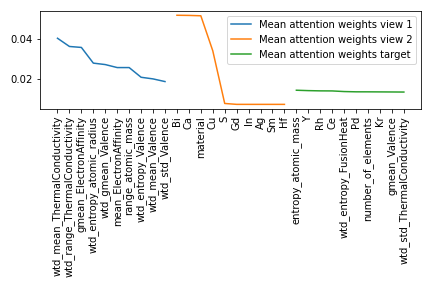 Mean attention weights view 1
Mean attention weights view 2
Mean attention weights target
0.04
0.02
wtd_mean_ThermalConductivity
wtd_range_ThermalConductivity
gmean_ElectronAffinity
wtd_entropy_atomic_radius
wtd_gmean_Valence
mean_ElectronAffinity
range_atomic_mass
wtd_entropy_Valence
wtd_mean_Valence
wtd_std_Valence
Bi
Ca
material
Cu
S
Gd
In
Ag
Sm
Hf
entropy_atomic_mass
Y
Rh
Ce
wtd_entropy_FusionHeat
Pd
number_of_elements
Kr
gmean_Valence
wtd_std_ThermalConductivity